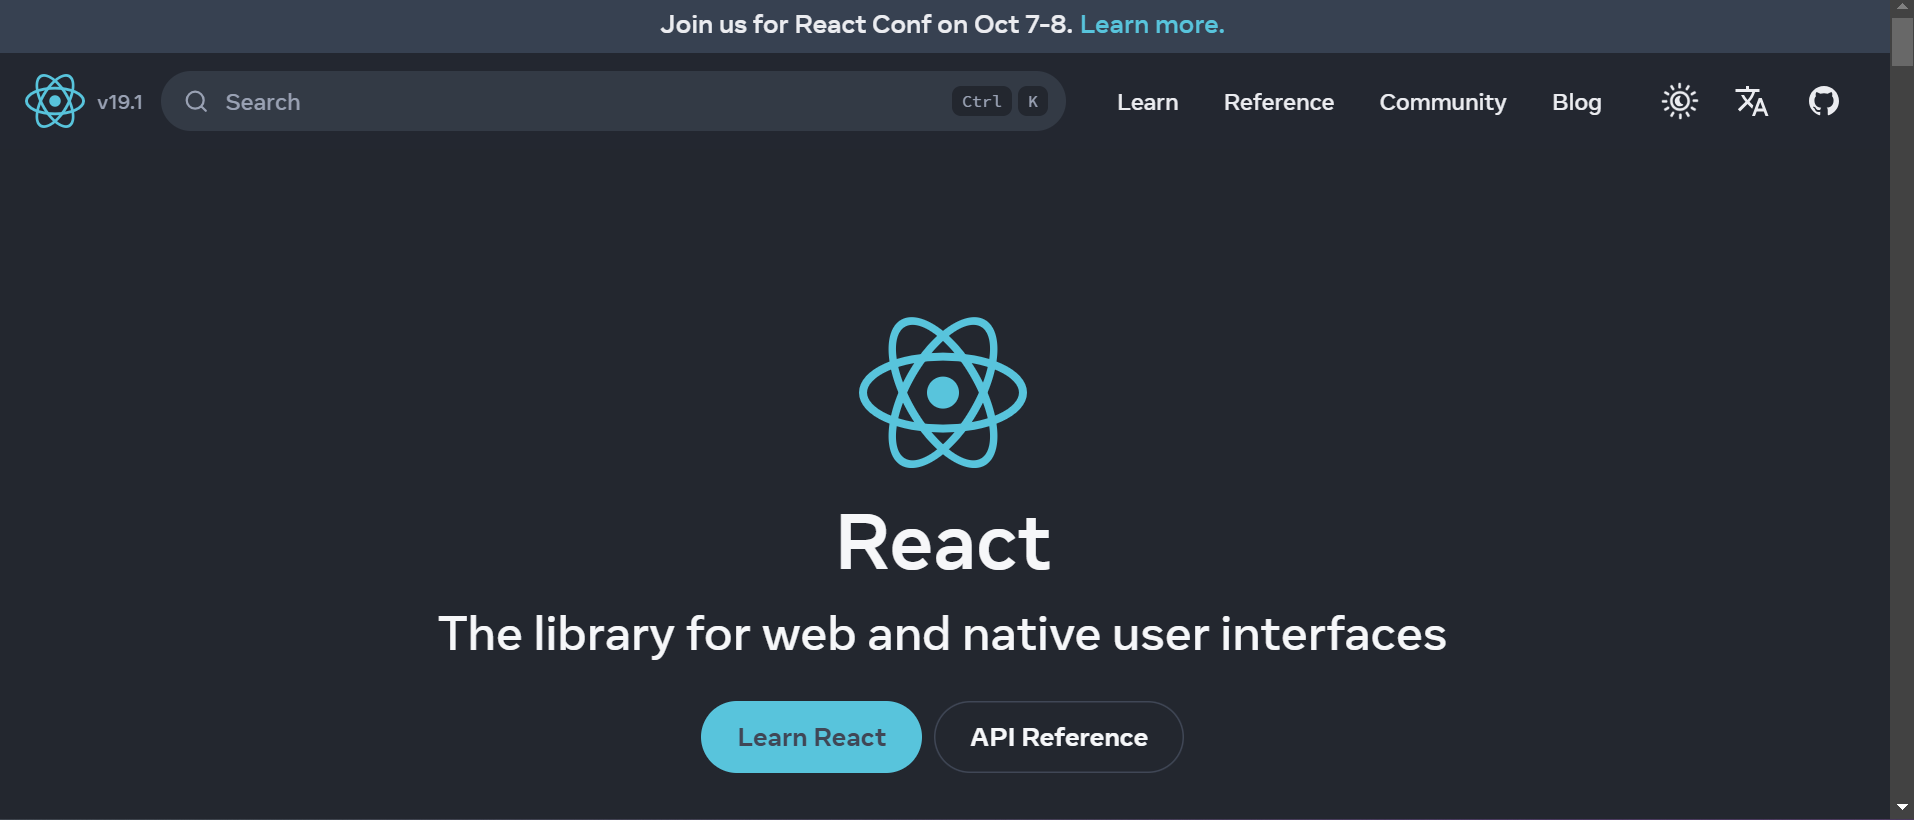 Join us for React Conf on Oct 7-8. Learn more.
v19.1 Search Ctrl K Learn Reference Community Blog
React
The library for web and native user interfaces
Learn React API Reference